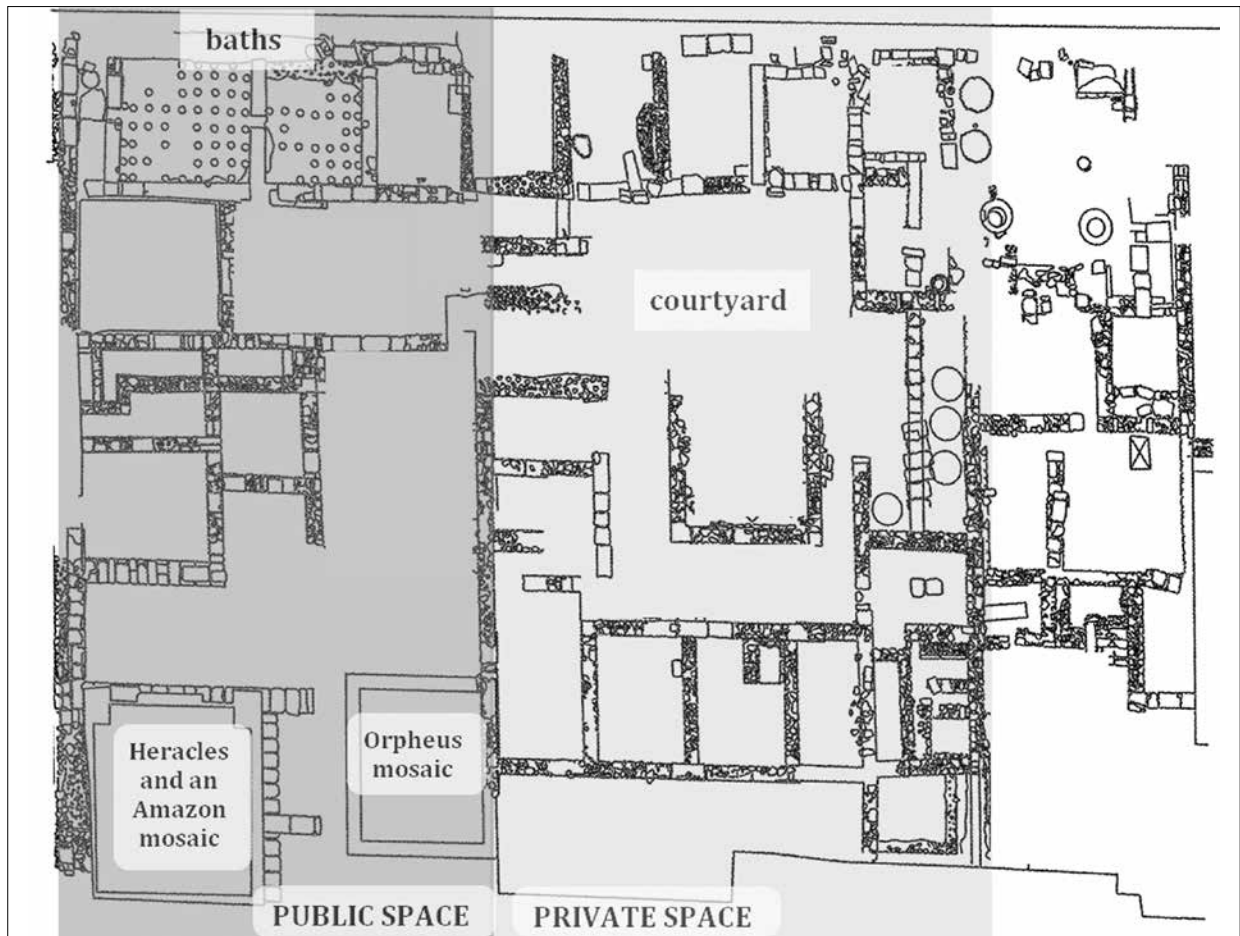 baths
courtyard
Heracles
and an
Amazon
mosaic
Orpheus
mosaic
PUBLIC SPACE
PRIVATE SPACE